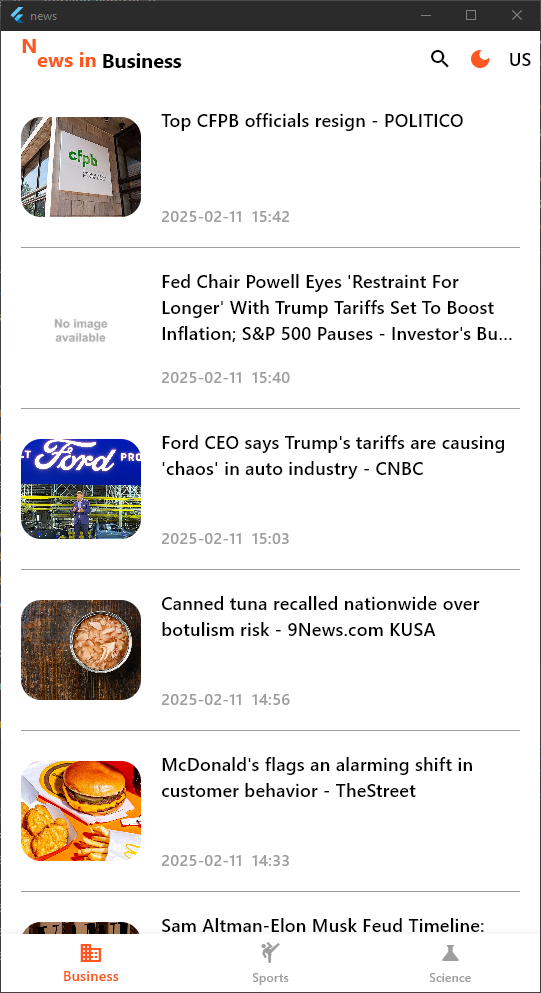 news
News in Business
US
cfpb
Top CFPB officials resign - POLITICO
2025-02-11 15:42
No image
available
Fed Chair Powell Eyes 'Restraint For
Longer' With Trump Tariffs Set To Boost
Inflation; S&P 500 Pauses - Investor's Bu...
2025-02-11 15:40
Ford
PRO
Ford CEO says Trump's tariffs are causing
'chaos' in auto industry - CNBC
2025-02-11 15:03
Canned tuna recalled nationwide over
botulism risk - 9News.com KUSA
2025-02-11 14:56
McDonald's flags an alarming shift in
customer behavior - TheStreet
2025-02-11 14:33
Sam Altman-Elon Musk Feud Timeline:
Business
Sports
Science